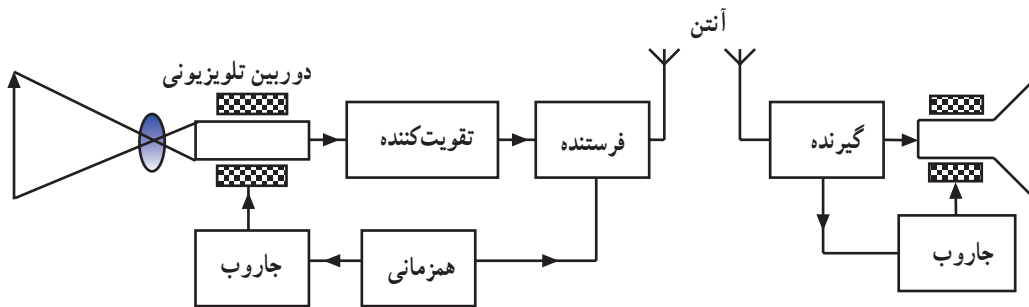 آنتن
دوربین تلویزیونی
تقویت‌کننده
فرستنده
گیرنده
جاروب
همزمانی
جاروب